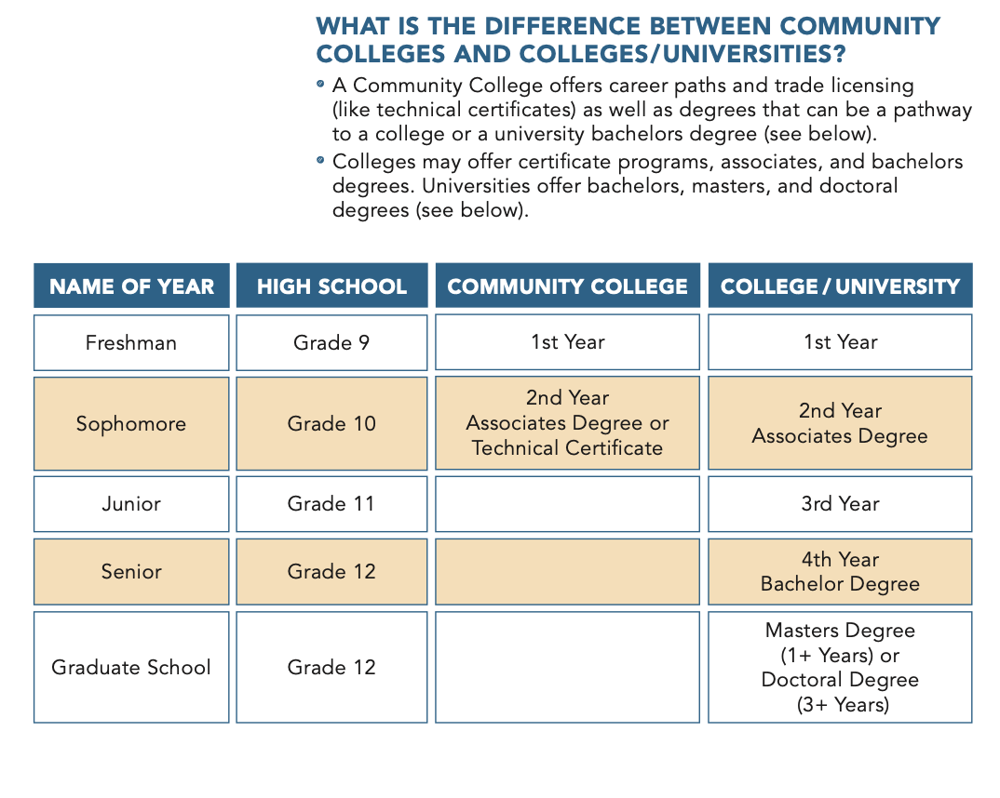 WHAT IS THE DIFFERENCE BETWEEN COMMUNITY
COLLEGES AND COLLEGES/UNIVERSITIES?
A Community College offers career paths and trade licensing
(like technical certificates) as well as degrees that can be a pathway
to a college or a university bachelors degree (see below).
Colleges may offer certificate programs, associates, and bachelors
degrees. Universities offer bachelors, masters, and doctoral
degrees (see below).
NAME OF YEAR
HIGH SCHOOL
COMMUNITY COLLEGE
COLLEGE / UNIVERSITY
Freshman
Grade 9
1st Year
1st Year
Sophomore
Grade 10
2nd Year
Associates Degree or
Technical Certificate
2nd Year
Associates Degree
Junior
Grade 11
3rd Year
Senior
Grade 12
4th Year
Bachelor Degree
Graduate School
Grade 12
Masters Degree
(1+ Years) or
Doctoral Degree
(3+ Years)